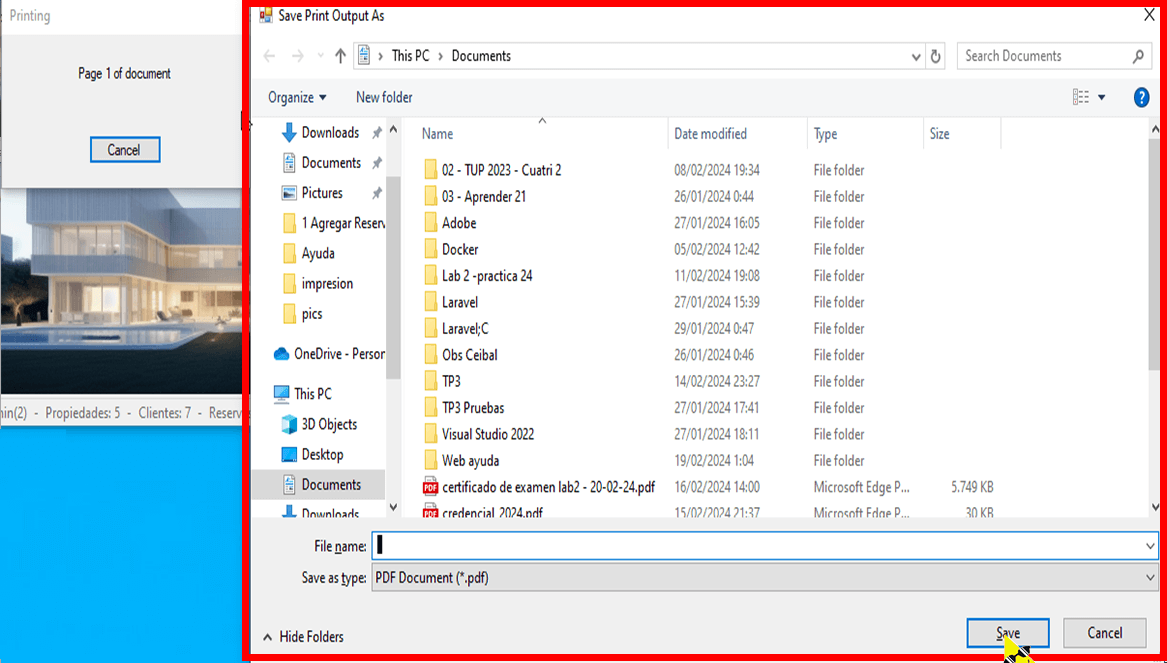 Printing
Page 1 of document
Cancel
min(2) - Propiedades: 5 - Clientes: 7 - Reserv
Save Print Output As
This PC > Documents
Search Documents
Organize
New folder
Downloads
Documents
Pictures
1 Agregar Reserv
Ayuda
impresion
pics
OneDrive - Person
This PC
3D Objects
Desktop
Documents
Downloads
Name Date modified Type Size
02 - TUP 2023 - Cuatri 2 08/02/2024 19:34 File folder
03 - Aprender 21 26/01/2024 0:44 File folder
Adobe 27/01/2024 16:05 File folder
Docker 05/02/2024 12:42 File folder
Lab 2 -practica 24 11/02/2024 19:08 File folder
Laravel 27/01/2024 15:39 File folder
Laravel;C 29/01/2024 0:47 File folder
Obs Ceibal 26/01/2024 0:46 File folder
TP3 14/02/2024 23:27 File folder
TP3 Pruebas 27/01/2024 17:41 File folder
Visual Studio 2022 27/01/2024 18:11 File folder
Web ayuda 19/02/2024 1:04 File folder
certificado de examen lab2 - 20-02-24.pdf 16/02/2024 14:00 Microsoft Edge P... 5.749 KB
credencial 2024.pdf 15/02/2024 21:37 Microsoft Edge P... 30 KB
File name:
Save as type: PDF Document (*.pdf)
Hide Folders
Save
Cancel